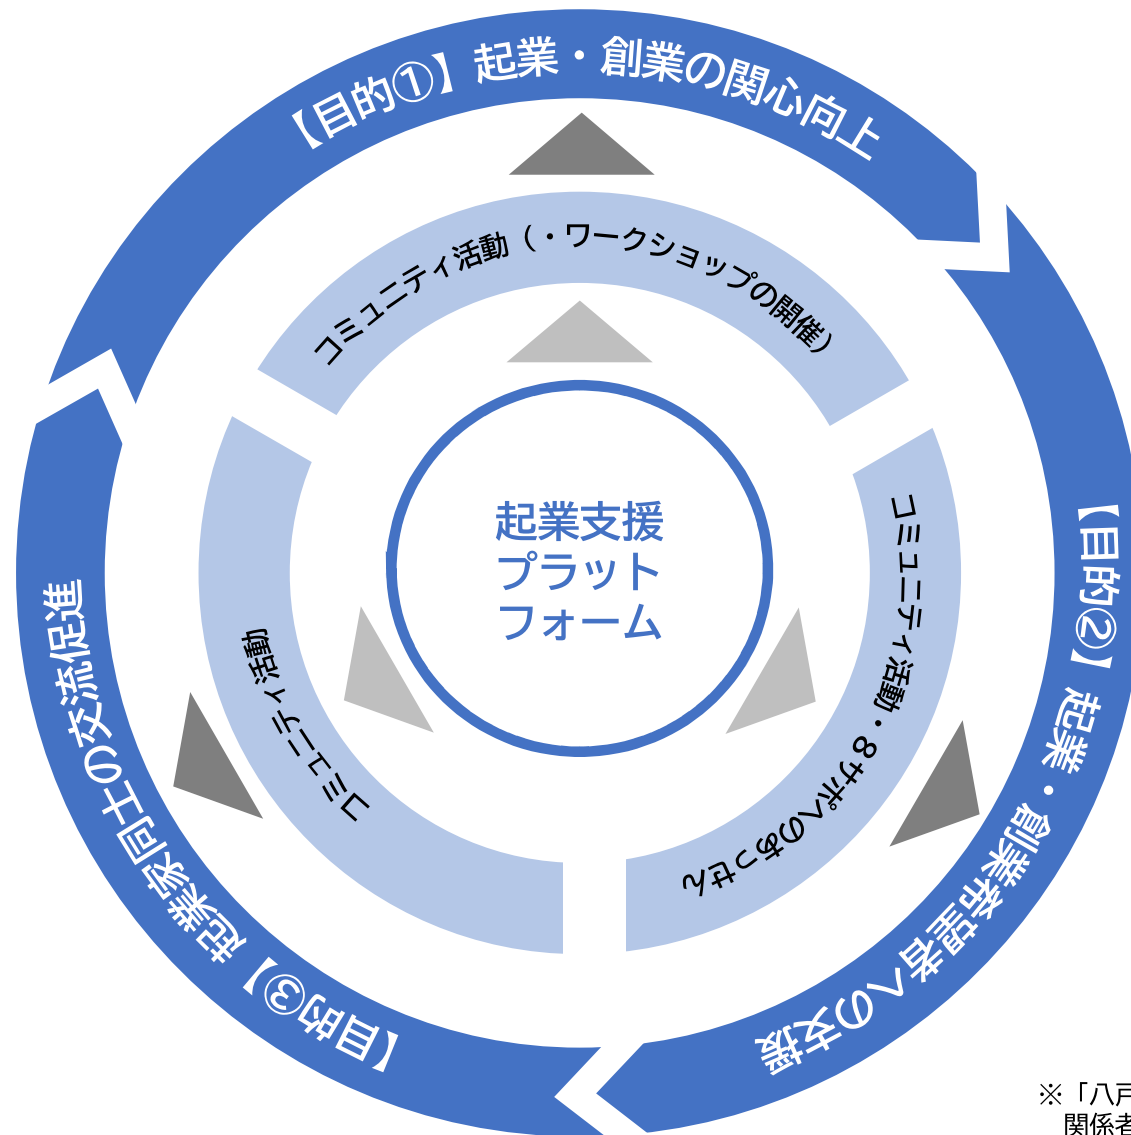 【目的①】起業・創業の関心向上
コミュニティ活動（・ワークショップの開催）
起業支援
プラット
フォーム
コミュニティ活動・８サポへのあっせん
【目的②】起業・創業希望者への支援
コミュニティ活動
【目的③】起業家同士の交流促進
※「八戸
関係者